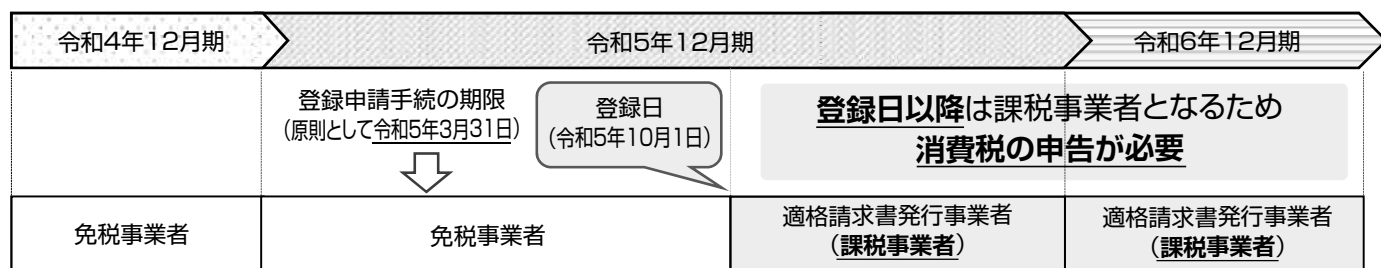 令和4年12月期
令和5年12月期
令和6年12月期
登録申請手続の期限
(原則として令和5年3月31日)
登録日
(令和5年10月1日)
登録日以降は課税事業者となるため
消費税の申告が必要
免税事業者
免税事業者
適格請求書発行事業者
(課税事業者)
適格請求書発行事業者
(課税事業者)